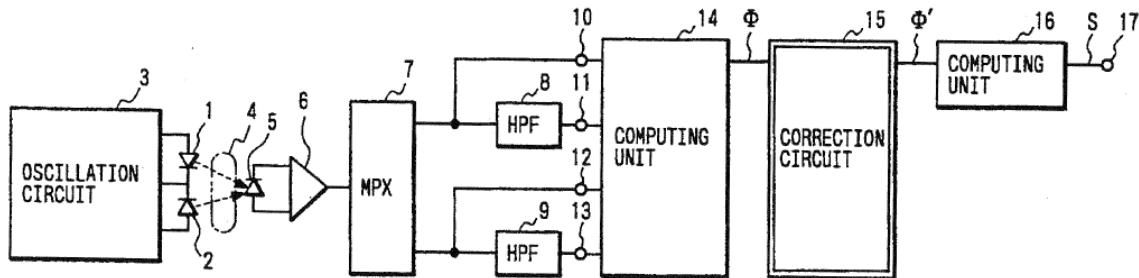 3
OSCILLATION
CIRCUIT
1
2
4
5
6
7
MPX
8
HPF
9
HPF
10
11
12
13
14
COMPUTING
UNIT
Φ
15
CORRECTION
CIRCUIT
Φ'
16
COMPUTING
UNIT
S
17